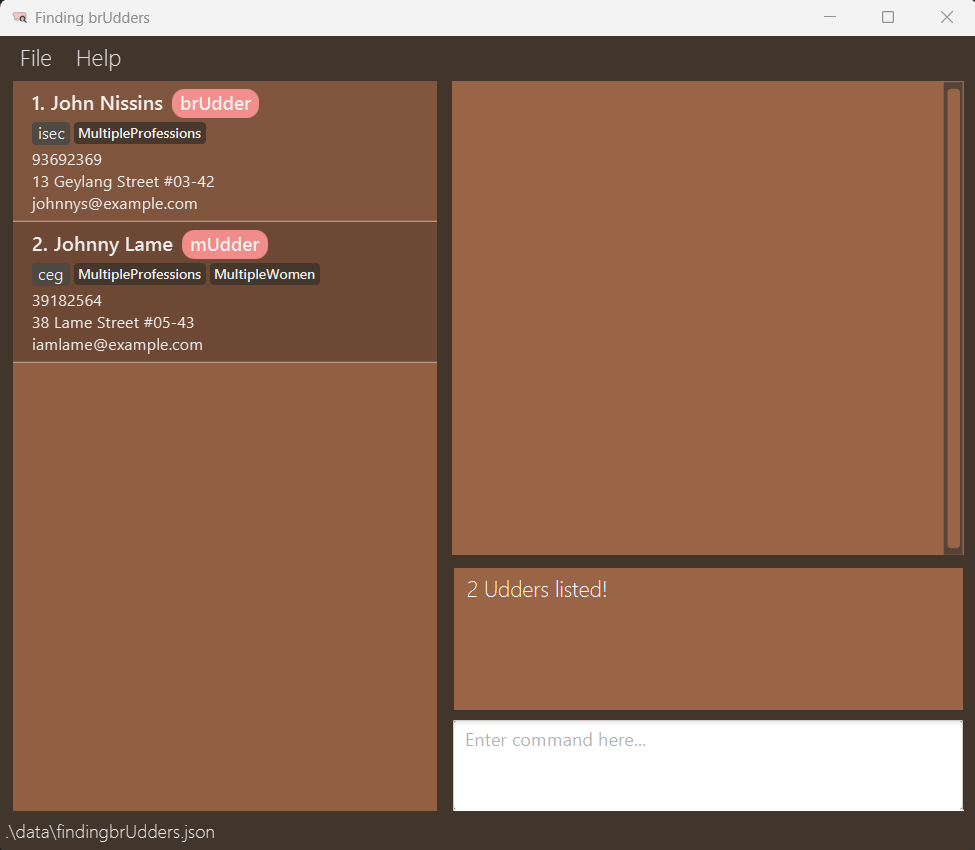 Finding brUdders
File Help
1. John Nissins brUdder
isec MultipleProfessions
93692369
13 Geylang Street #03-42
johnnys@example.com
2. Johnny Lame mUdder
ceg MultipleProfessions MultipleWomen
39182564
38 Lame Street #05-43
iamlame@example.com
2 Udders listed!
Enter command here...
.\data\findingbrUdders.json